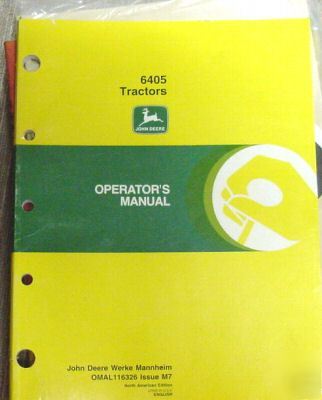 6405
Tractors
JOHN DEERE
OPERATOR'S
MANUAL
John Deere Werke Mannheim
OMAL116326 Issue M7
North American Edition
ENGLISH